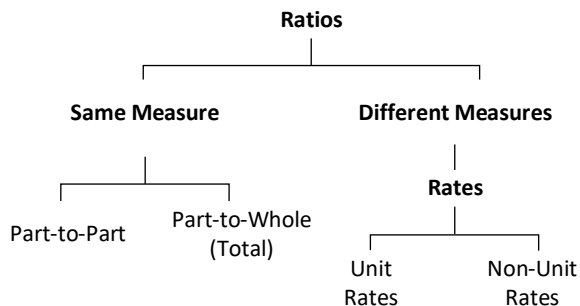 Ratios
Same Measure
Different Measures
Rates
Part-to-Part
Part-to-Whole
(Total)
Unit
Rates
Non-Unit
Rates